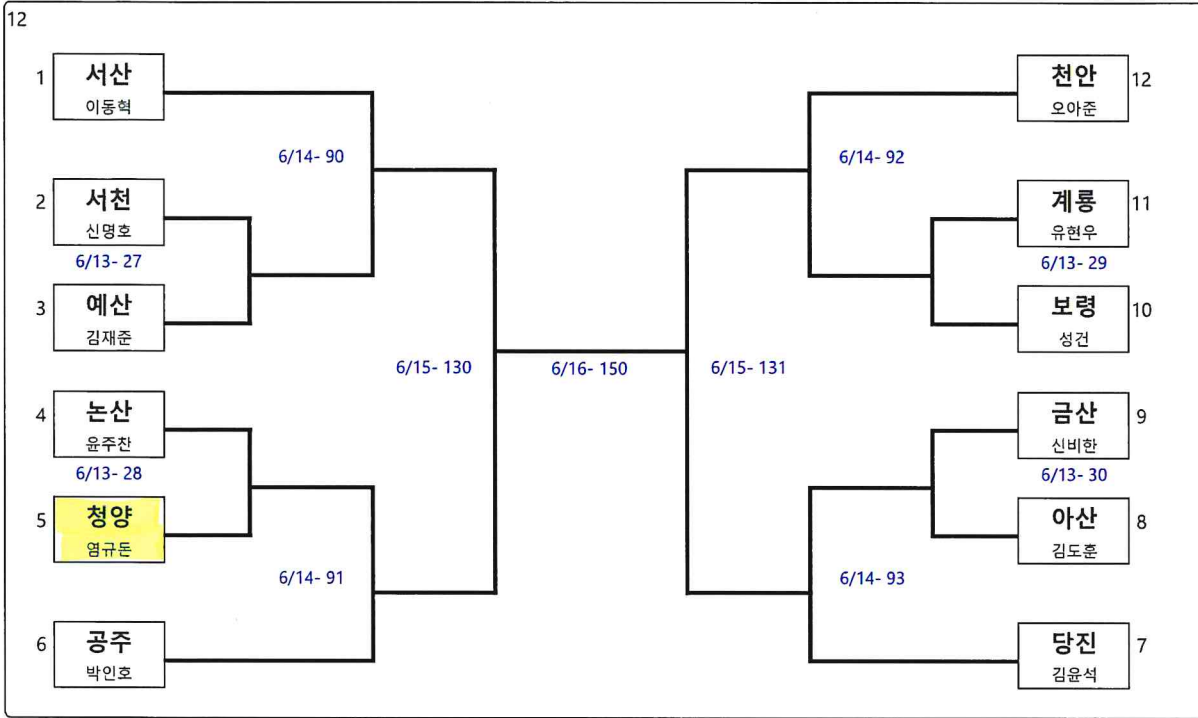 12
1
서산
이동혁
6/14- 90
2
서천
신명호
6/13- 27
3
예산
김재준
6/15- 130
4
논산
윤주찬
6/13- 28
5
청양
염규돈
6/14- 91
6
공주
박인호
6/16- 150
천안
12
오아준
6/14- 92
계룡
11
유현우
6/13- 29
보령
10
성건
6/15- 131
금산
9
신비한
6/13- 30
아산
8
김도훈
6/14- 93
당진
7
김윤석